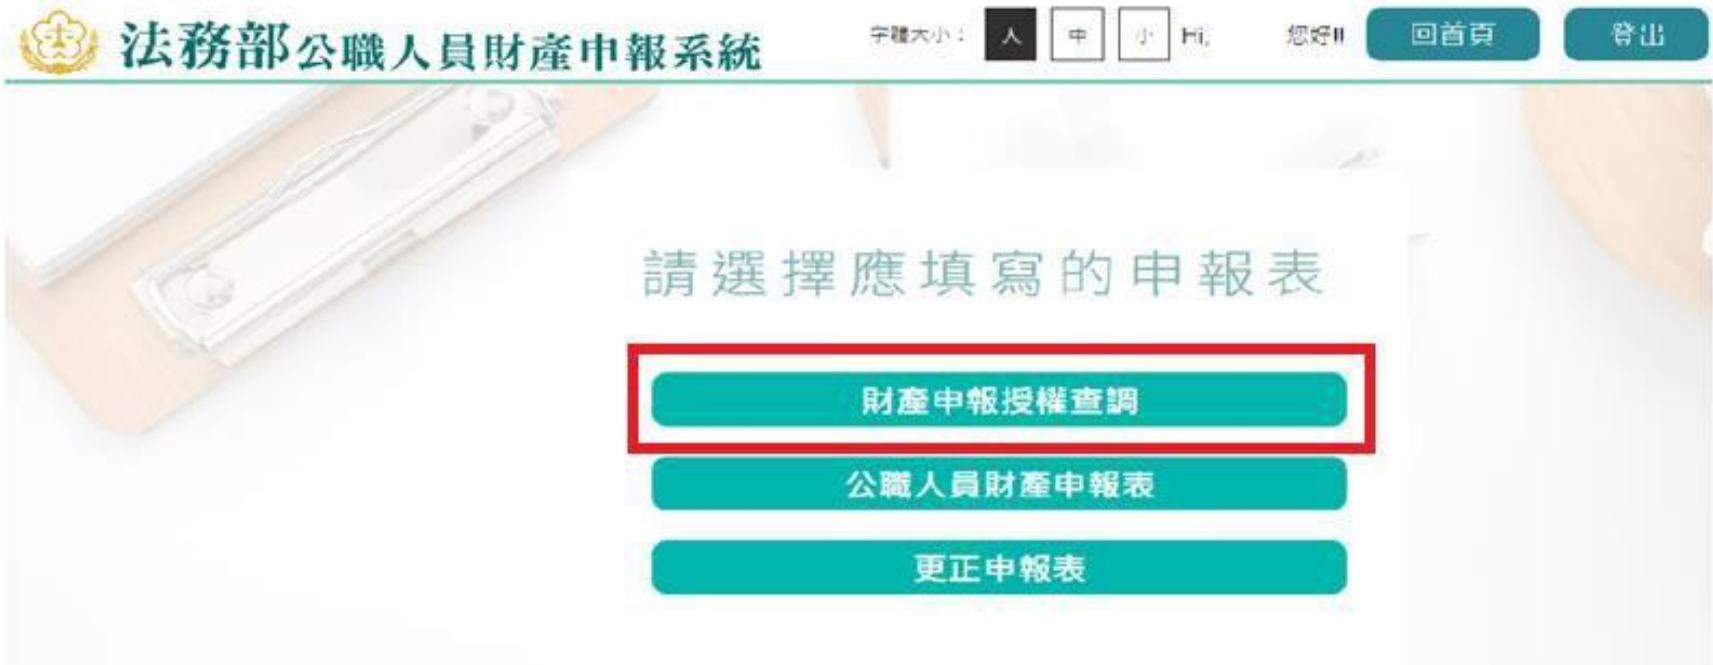 法務部公職人員財產申報系統
字體大小： 大 中 小 Hi, 您好!! 回首頁 登出
請選擇應填寫的申報表
財產申報授權查調
公職人員財產申報表
更正申報表